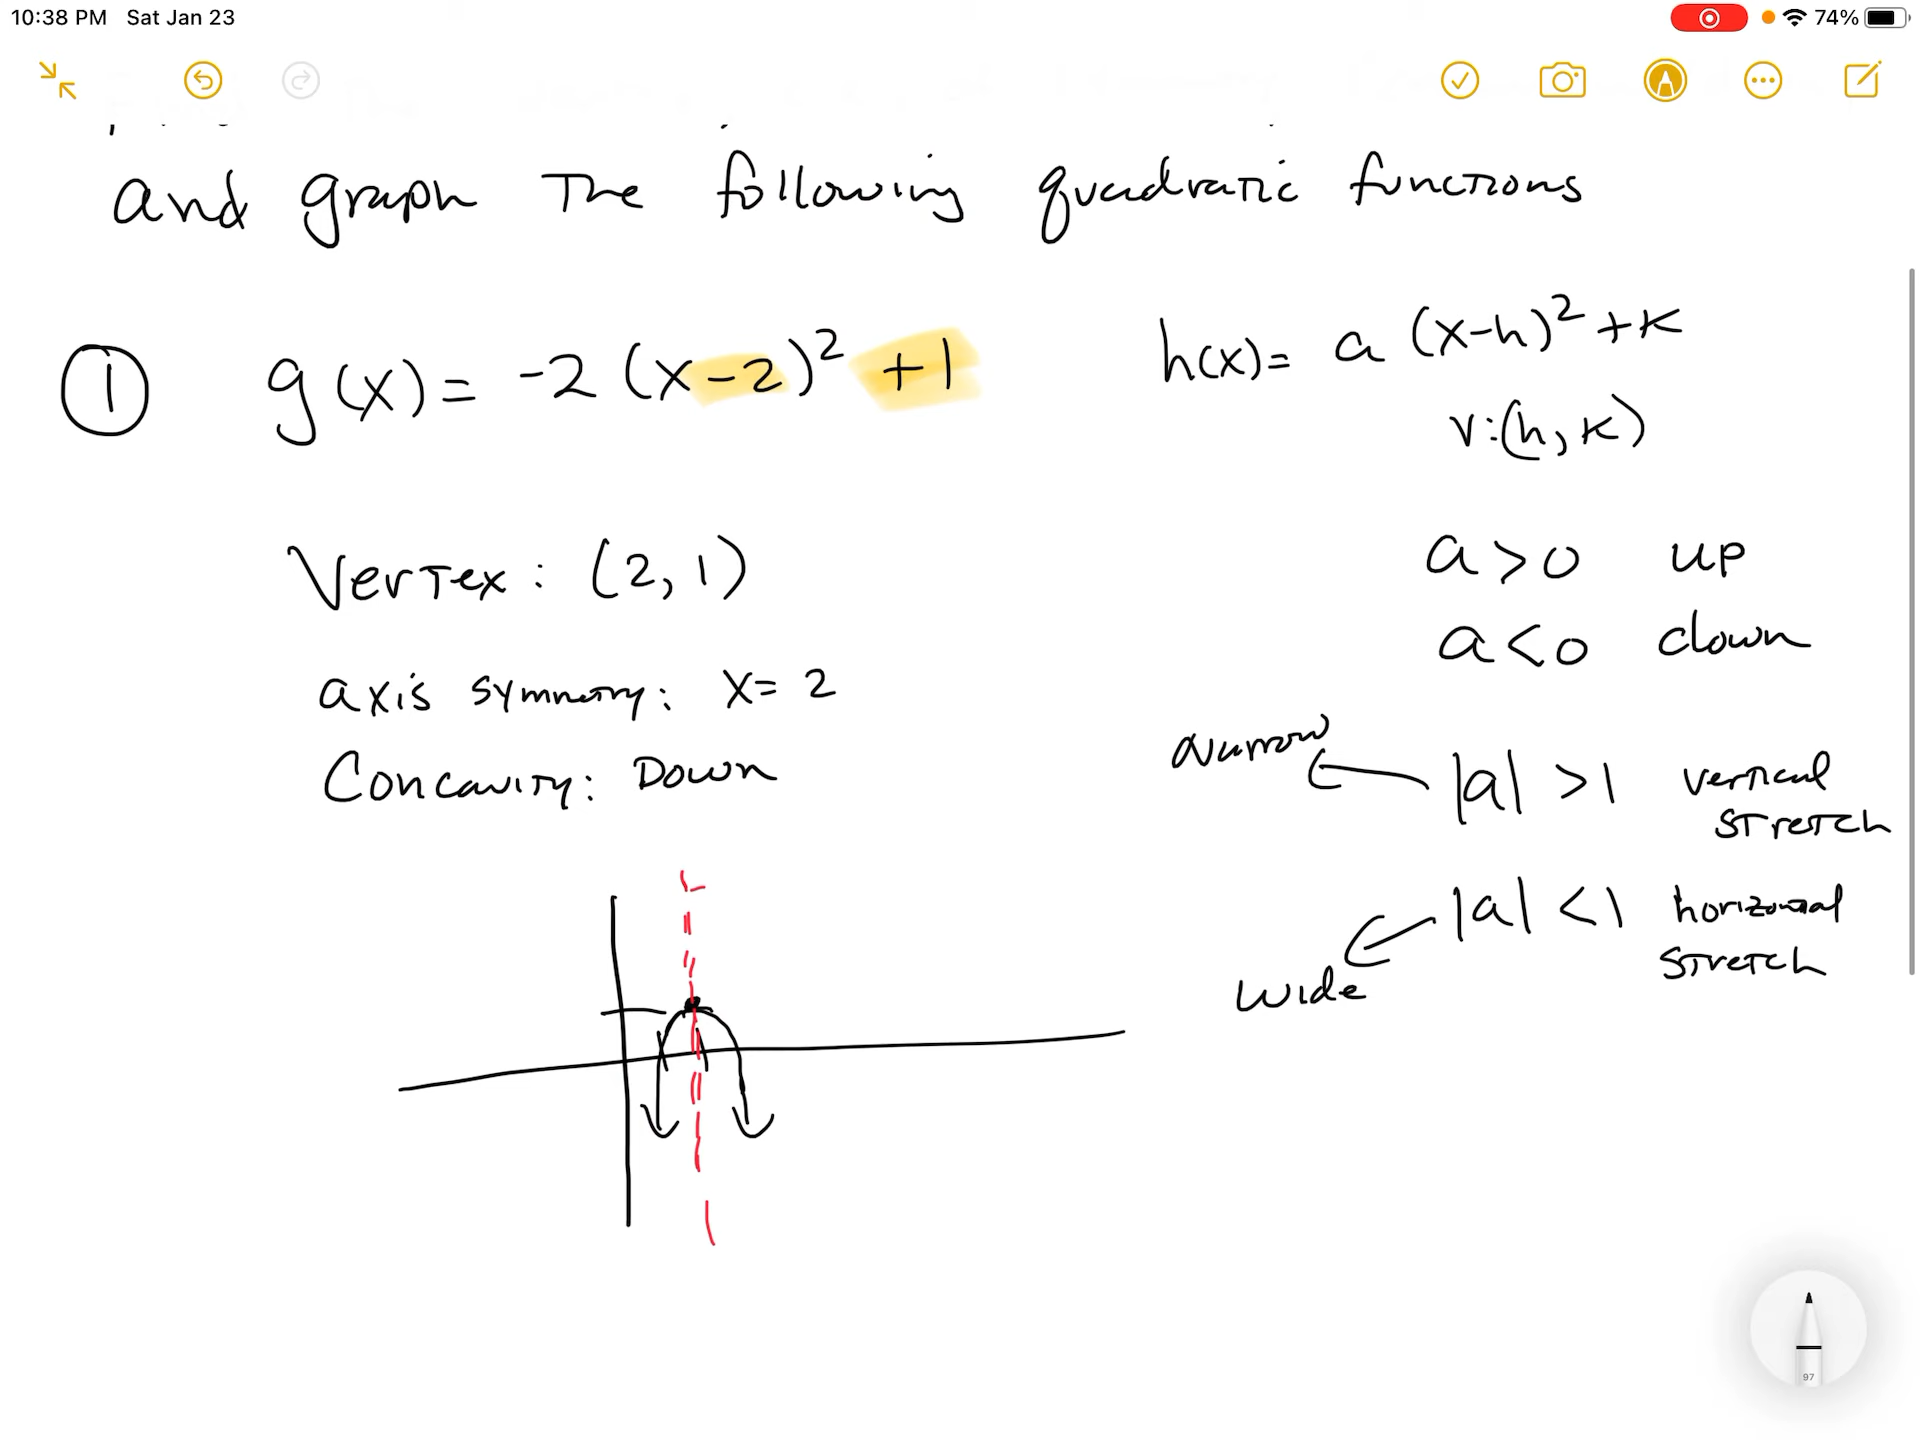 10:38 PM Sat Jan 23
74%
and graph The following quadratic functions
① g(x)= -2 (x-2)² +1
h(x)= a (x-h)² +k
v:(h, k)
Vertex: (2, 1)
a>0 up
a<0 down
axis symmetry: x= 2
Concavity: Down
Narrow
|a| >1 vertical
stretch
|a| <1 horizontal
stretch
wide
97